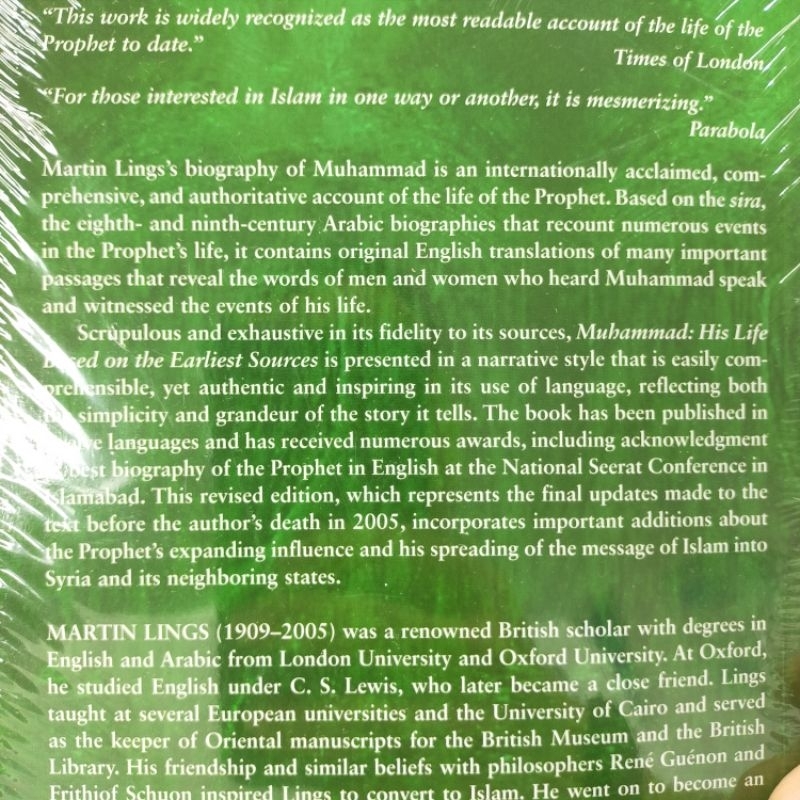 “This work is widely recognized as the most readable account of the life of the
Prophet to date.”
Times of London
“For those interested in Islam in one way or another, it is mesmerizing.”
Parabola
Martin Lings’s biography of Muhammad is an internationally acclaimed, com-
prehensive, and authoritative account of the life of the Prophet. Based on the sira,
the eighth- and ninth-century Arabic biographies that recount numerous events
in the Prophet’s life, it contains original English translations of many important
passages that reveal the words of men and women who heard Muhammad speak
and witnessed the events of his life.
Scrupulous and exhaustive in its fidelity to its sources, Muhammad: His Life
Based on the Earliest Sources is presented in a narrative style that is easily com-
prehensible, yet authentic and inspiring in its use of language, reflecting both
the simplicity and grandeur of the story it tells. The book has been published in
languages and has received numerous awards, including acknowledgment
best biography of the Prophet in English at the National Seerat Conference in
Islamabad. This revised edition, which represents the final updates made to the
text before the author’s death in 2005, incorporates important additions about
the Prophet’s expanding influence and his spreading of the message of Islam into
Syria and its neighboring states.
MARTIN LINGS (1909–2005) was a renowned British scholar with degrees in
English and Arabic from London University and Oxford University. At Oxford,
he studied English under C. S. Lewis, who later became a close friend. Lings
taught at several European universities and the University of Cairo and served
as the keeper of Oriental manuscripts for the British Museum and the British
Library. His friendship and similar beliefs with philosophers René Guénon and
Frithjof Schuon inspired Lings to convert to Islam. He went on to become an